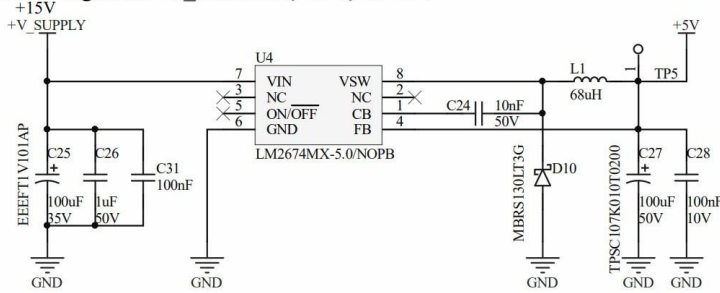 +15V
+V_SUPPLY
+5V
U4
7 VIN VSW 8
3 NC NC 2
5 ON/OFF CB 1
6 GND FB 4
LM2674MX-5.0/NOPB
L1
68uH
1
TP5
C24 10nF
50V
EEEFT1V101AP
C25
+
100uF
35V
C26
1uF
50V
C31
100nF
MBRS130LT3G
D10
TPSC107K010T0200
C27
+
100uF
50V
C28
100nF
10V
GND
GND
GND
GND
GND